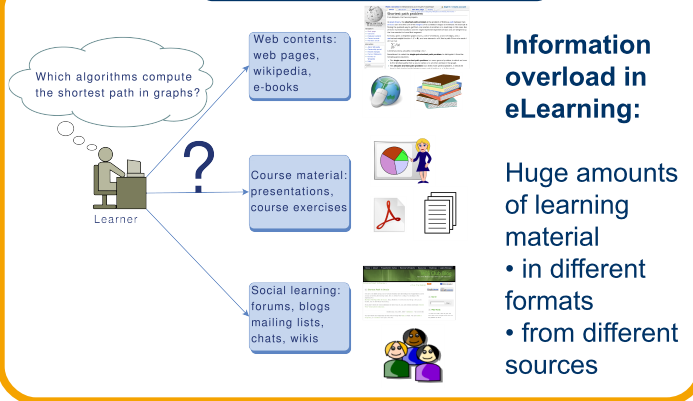 Which algorithms compute
the shortest path in graphs?
Learner
?
Web contents:
web pages,
wikipedia,
e-books
Course material:
presentations,
course exercises
Social learning:
forums, blogs
mailing lists,
chats, wikis
Shortest path problem
Information
overload in
eLearning:
Huge amounts
of learning
material
• in different
formats
• from different
sources